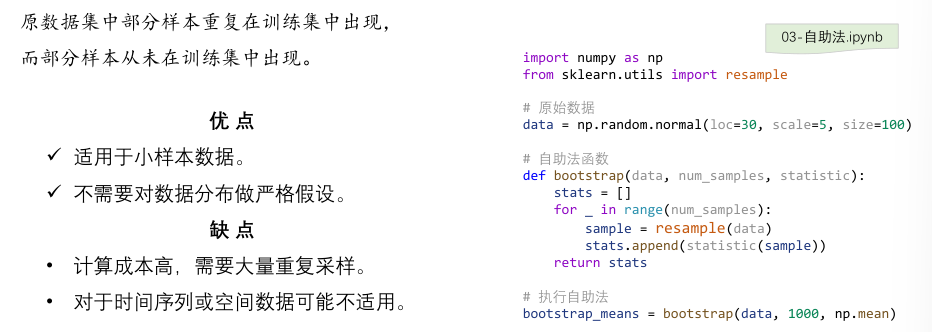 原数据集中部分样本重复在训练集中出现，
而部分样本从未在训练集中出现。
优 点
✓ 适用于小样本数据。
✓ 不需要对数据分布做严格假设。
缺 点
• 计算成本高，需要大量重复采样。
• 对于时间序列或空间数据可能不适用。
03-自助法.ipynb
import numpy as np
from sklearn.utils import resample
# 原始数据
data = np.random.normal(loc=30, scale=5, size=100)
# 自助法函数
def bootstrap(data, num_samples, statistic):
    stats = []
    for _ in range(num_samples):
        sample = resample(data)
        stats.append(statistic(sample))
    return stats
# 执行自助法
bootstrap_means = bootstrap(data, 1000, np.mean)